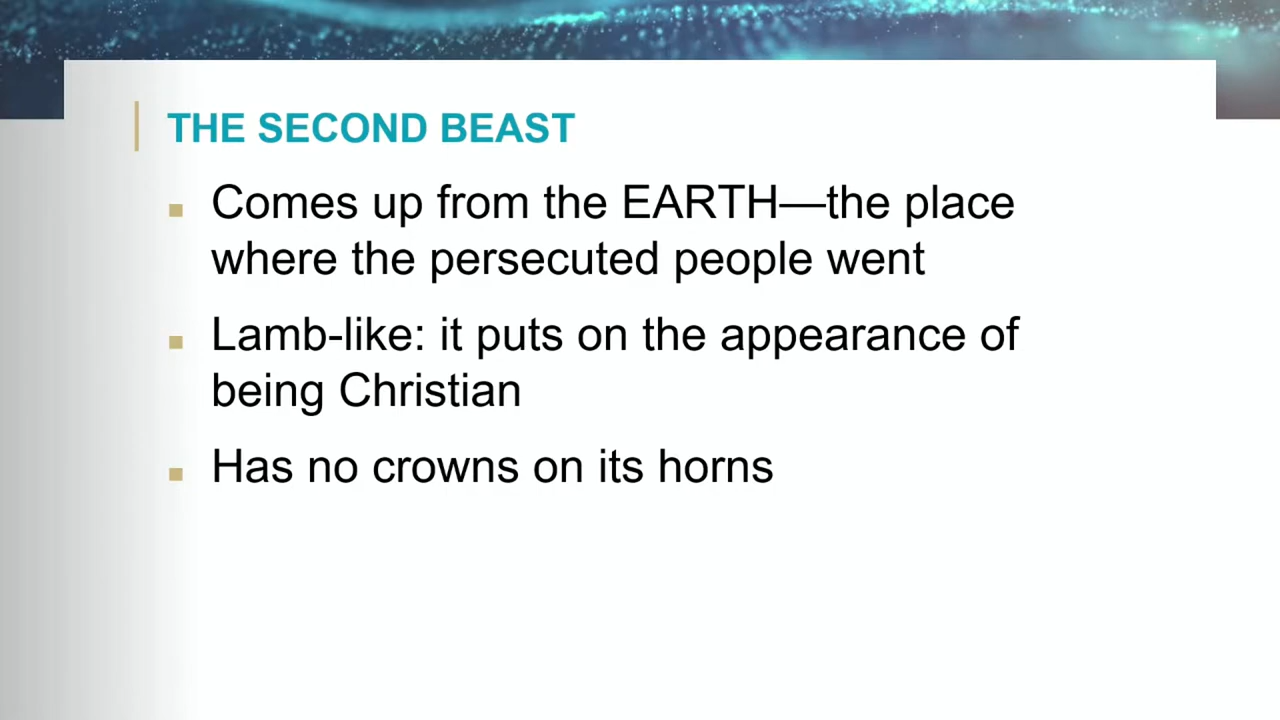 THE SECOND BEAST
Comes up from the EARTH—the place
where the persecuted people went
Lamb-like: it puts on the appearance of
being Christian
Has no crowns on its horns